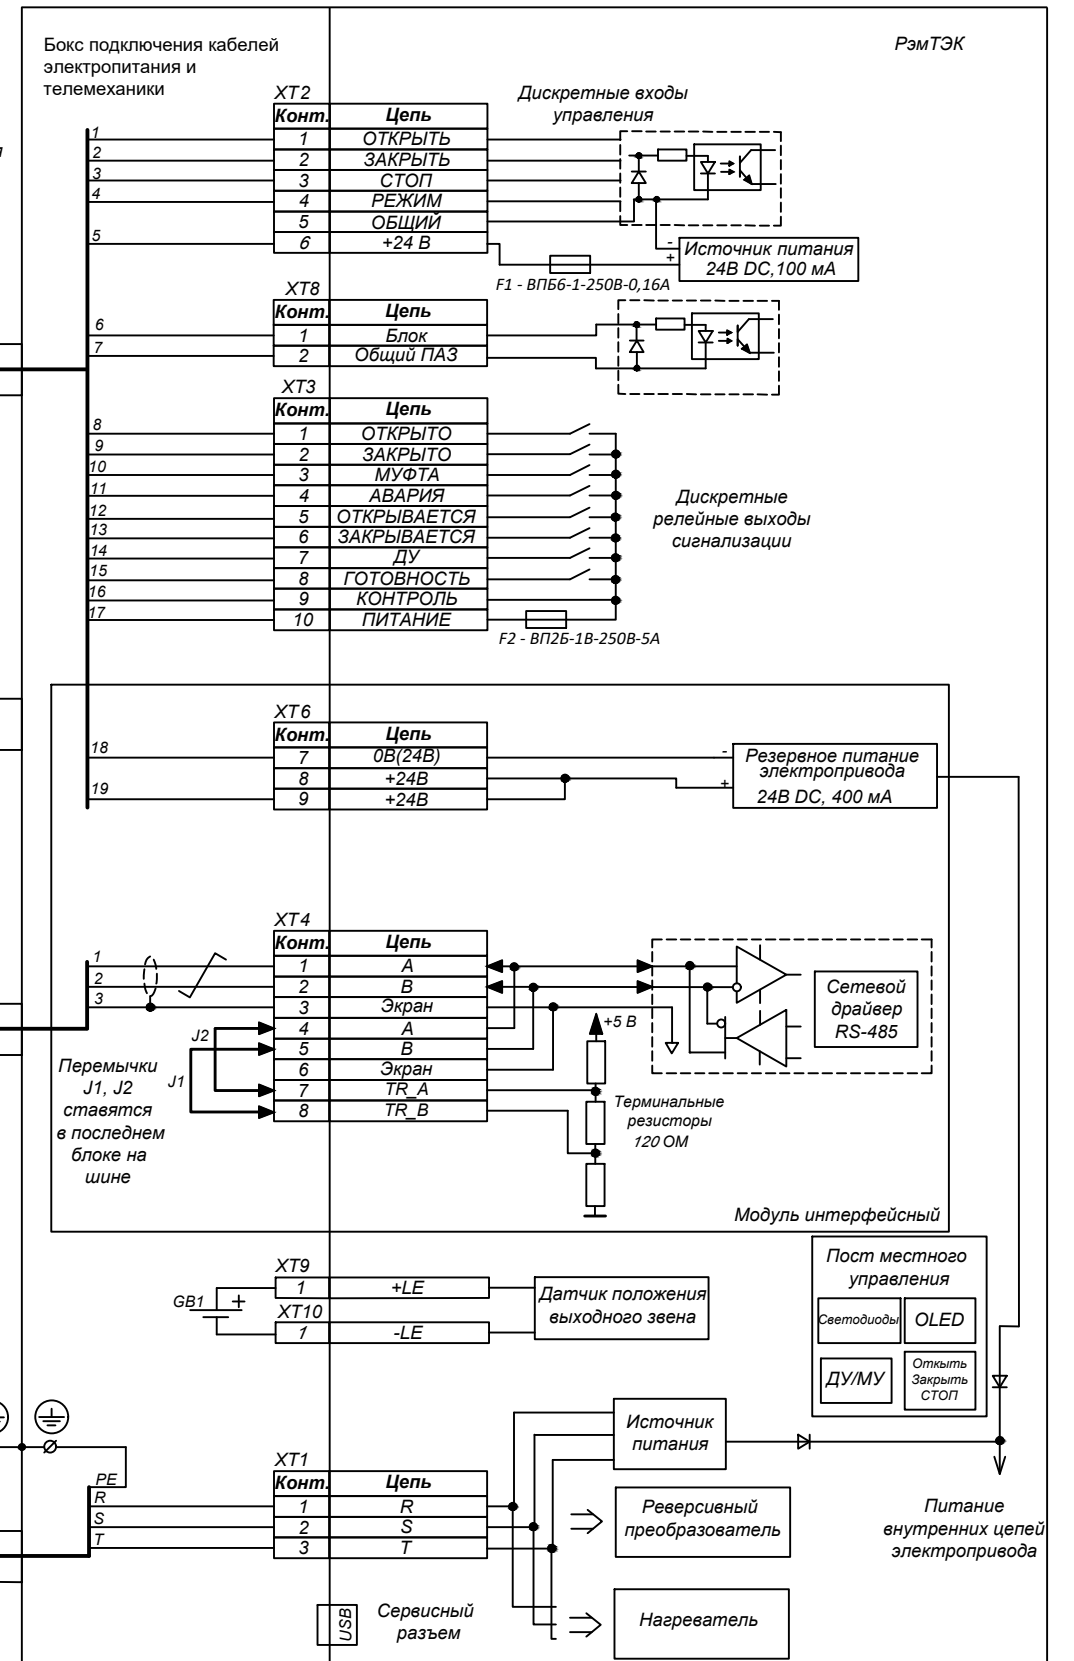 Бокс подключения кабелей
электропитания и
телемеханики
РэмТЭК
XT2
Конт. Цепь
1 ОТКРЫТЬ
2 ЗАКРЫТЬ
3 СТОП
4 РЕЖИМ
5 ОБЩИЙ
6 +24 В
1
2
3
4
5
Дискретные входы
управления
-
+
Источник питания
24В DC,100 мА
F1 - ВПБ6-1-250В-0,16А
XT8
Конт. Цепь
1 Блок
2 Общий ПАЗ
6
7
XT3
Конт. Цепь
1 ОТКРЫТО
2 ЗАКРЫТО
3 МУФТА
4 АВАРИЯ
5 ОТКРЫВАЕТСЯ
6 ЗАКРЫВАЕТСЯ
7 ДУ
8 ГОТОВНОСТЬ
9 КОНТРОЛЬ
10 ПИТАНИЕ
8
9
10
11
12
13
14
15
16
17
Дискретные
релейные выходы
сигнализации
F2 - ВП2Б-1В-250В-5А
XT6
Конт. Цепь
7 0В(24В)
8 +24В
9 +24В
18
19
-
+
Резервное питание
электропривода
24В DC, 400 мА
XT4
Конт. Цепь
1 A
2 B
3 Экран
4 A
5 B
6 Экран
7 TR_A
8 TR_B
1
2
3
J2
J1
Перемычки
J1, J2
ставятся
в последнем
блоке на
шине
+5 В
Терминальные
резисторы
120 ОМ
Сетевой
драйвер
RS-485
Модуль интерфейсный
XT9
1 +LE
GB1 +
XT10
1 -LE
Датчик положения
выходного звена
Пост местного
управления
Светодиоды
OLED
ДУ/МУ
Откыть
Закрыть
СТОП
Источник
питания
XT1
Конт. Цепь
1 R
2 S
3 T
PE
R
S
T
Реверсивный
преобразователь
Питание
внутренних цепей
электропривода
USB
Сервисный
разъем
Нагреватель